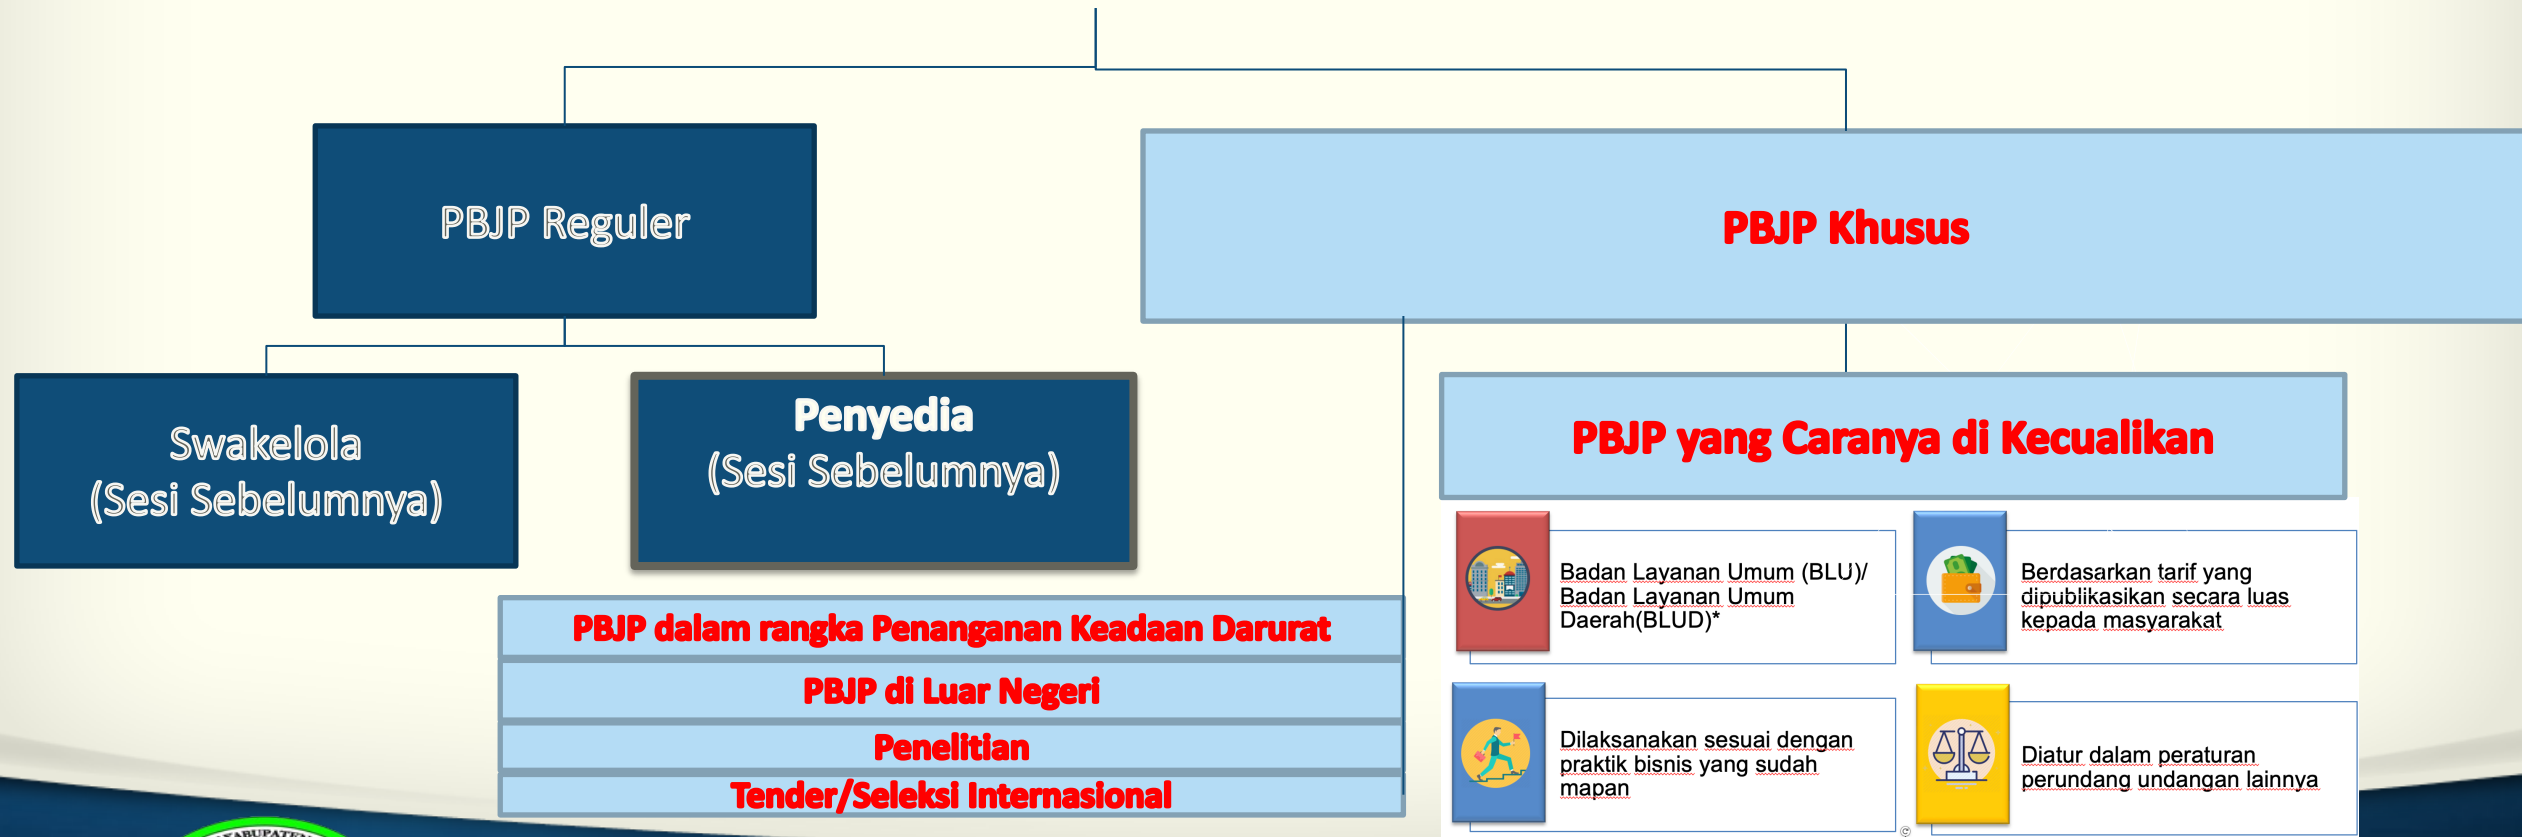 PBJP Reguler
PBJP Khusus
Swakelola
(Sesi Sebelumnya)
Penyedia
(Sesi Sebelumnya)
PBJP dalam rangka Penanganan Keadaan Darurat
PBJP di Luar Negeri
Penelitian
Tender/Seleksi Internasional
PBJP yang Caranya di Kecualikan
Badan Layanan Umum (BLU)/
Badan Layanan Umum
Daerah(BLUD)*
Berdasarkan tarif yang
dipublikasikan secara luas
kepada masyarakat
Dilaksanakan sesuai dengan
praktik bisnis yang sudah
mapan
Diatur dalam peraturan
perundang undangan lainnya
KABUPATEN